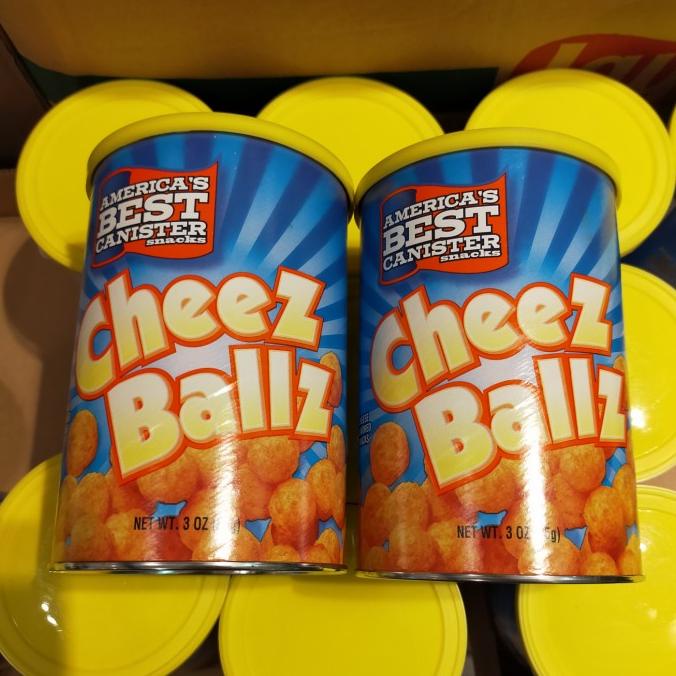 AMERICA'S
BEST
CANISTER
snacks
Cheez
Ballz
NET WT. 3 OZ
AMERICA'S
BEST
CANISTER
snacks
Cheez
Ballz
NET WT. 3 OZ